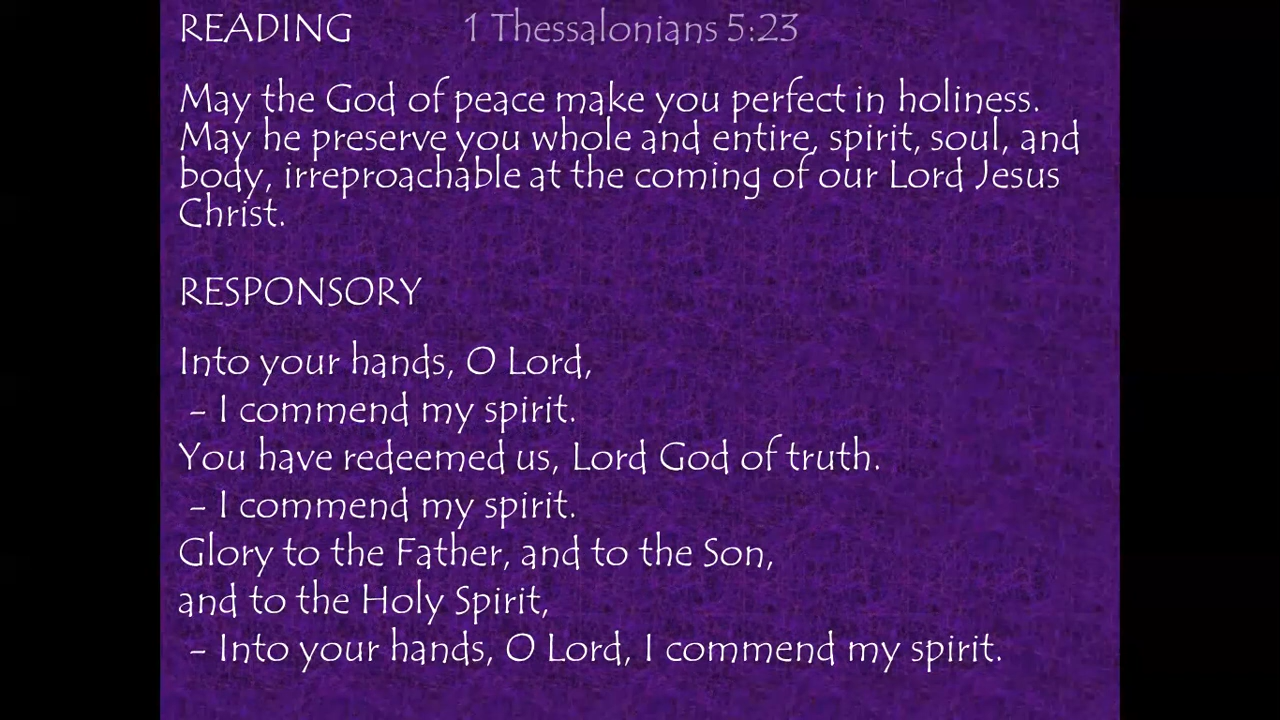 READING 1 Thessalonians 5:23
May the God of peace make you perfect in holiness.
May he preserve you whole and entire, spirit, soul, and
body, irreproachable at the coming of our Lord Jesus
Christ.
RESPONSORY
Into your hands, O Lord,
- I commend my spirit.
You have redeemed us, Lord God of truth.
- I commend my spirit.
Glory to the Father, and to the Son,
and to the Holy Spirit,
- Into your hands, O Lord, I commend my spirit.